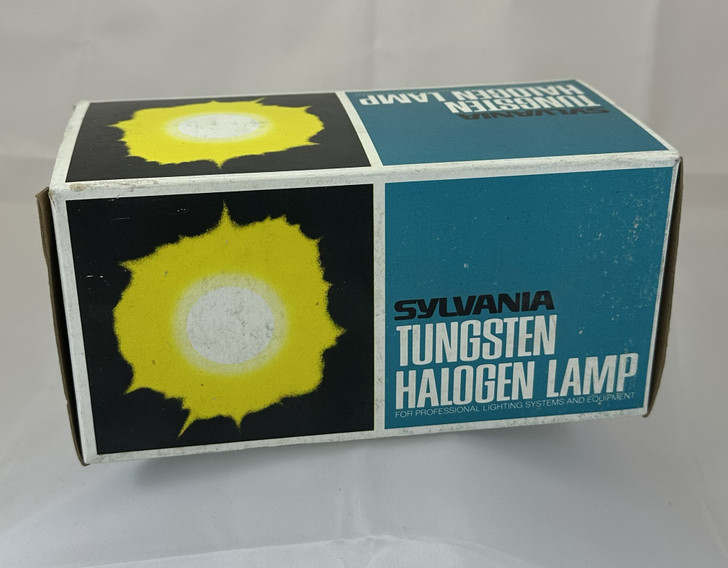 SYLVANIA
TUNGSTEN
HALOGEN LAMP
SYLVANIA
TUNGSTEN
HALOGEN LAMP
FOR PROFESSIONAL LIGHTING SYSTEMS AND EQUIPMENT